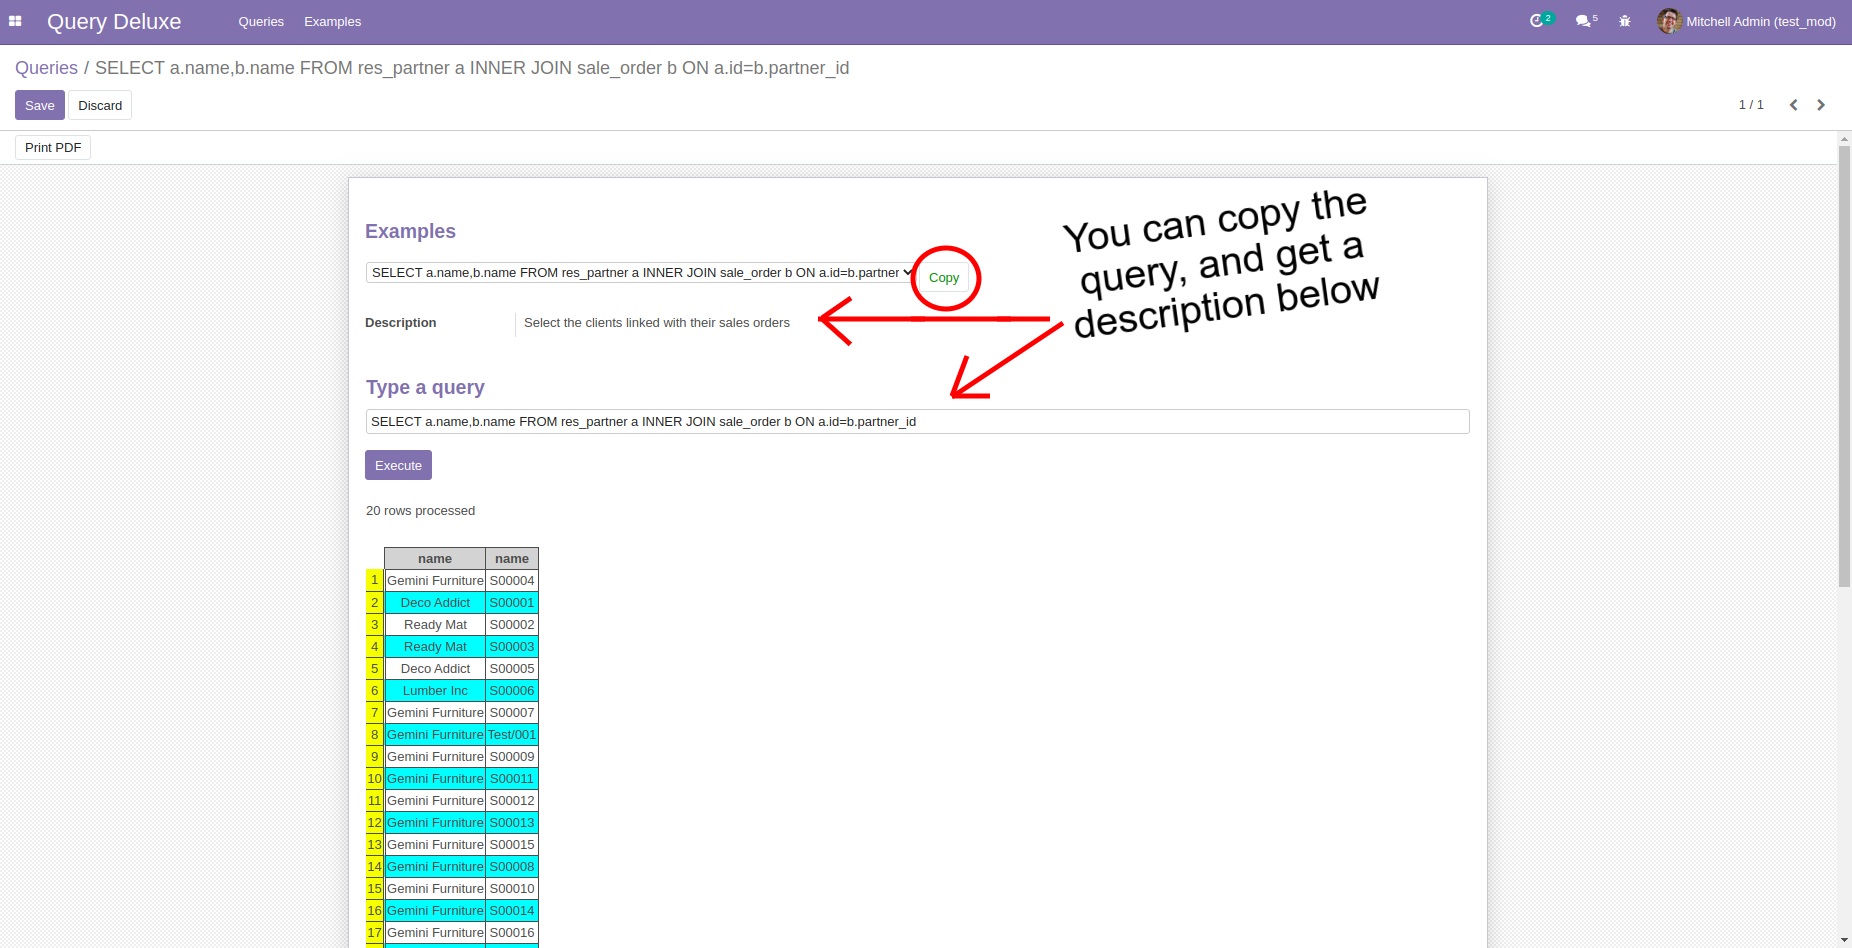 Query Deluxe Queries Examples 2 5 Mitchell Admin (test_mod)
Queries / SELECT a.name,b.name FROM res_partner a INNER JOIN sale_order b ON a.id=b.partner_id
Save Discard 1 / 1
Print PDF
Examples
SELECT a.name,b.name FROM res_partner a INNER JOIN sale_order b ON a.id=b.partner Copy
You can copy the
query, and get a
description below
Description Select the clients linked with their sales orders
Type a query
SELECT a.name,b.name FROM res_partner a INNER JOIN sale_order b ON a.id=b.partner_id
Execute
20 rows processed
name name
1 Gemini Furniture S00004
2 Deco Addict S00001
3 Ready Mat S00002
4 Ready Mat S00003
5 Deco Addict S00005
6 Lumber Inc S00006
7 Gemini Furniture S00007
8 Gemini Furniture Test/001
9 Gemini Furniture S00009
10 Gemini Furniture S00011
11 Gemini Furniture S00012
12 Gemini Furniture S00013
13 Gemini Furniture S00015
14 Gemini Furniture S00008
15 Gemini Furniture S00010
16 Gemini Furniture S00014
17 Gemini Furniture S00016